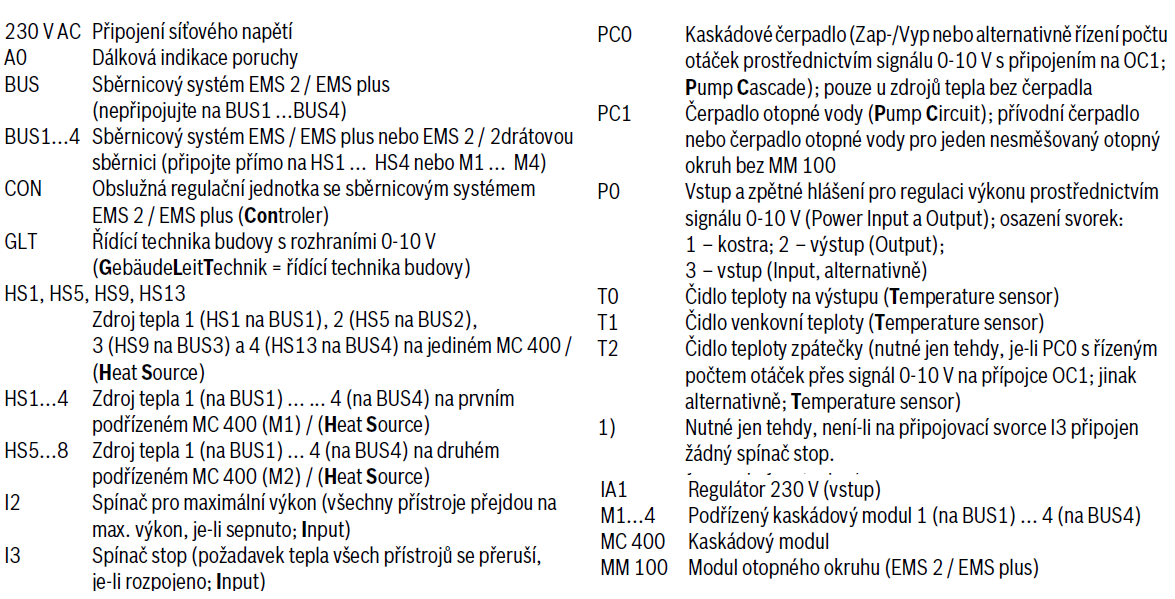 230 V AC Připojení síťového napětí
A0 Dálková indikace poruchy
BUS Sběrnicový systém EMS 2 / EMS plus
(nepřipojujte na BUS1 ...BUS4)
BUS1...4 Sběrnicový systém EMS / EMS plus nebo EMS 2 / 2drátovou
sběrnici (připojte přímo na HS1 ... HS4 nebo M1 ... M4)
CON Obslužná regulační jednotka se sběrnicovým systémem
EMS 2 / EMS plus (Controler)
GLT Řídící technika budovy s rozhraními 0-10 V
(GebäudeLeitTechnik = řídící technika budovy)
HS1, HS5, HS9, HS13
Zdroj tepla 1 (HS1 na BUS1), 2 (HS5 na BUS2),
3 (HS9 na BUS3) a 4 (HS13 na BUS4) na jediném MC 400 /
(Heat Source)
HS1...4 Zdroj tepla 1 (na BUS1) ... ... 4 (na BUS4) na prvním
podřízeném MC 400 (M1) / (Heat Source)
HS5...8 Zdroj tepla 1 (na BUS1) ... 4 (na BUS4) na druhém
podřízeném MC 400 (M2) / (Heat Source)
I2 Spínač pro maximální výkon (všechny přístroje přejdou na
max. výkon, je-li sepnuto; Input)
I3 Spínač stop (požadavek tepla všech přístrojů se přeruší,
je-li rozpojeno; Input)
PC0 Kaskádové čerpadlo (Zap-/Vyp nebo alternativně řízení počtu
otáček prostřednictvím signálu 0-10 V s připojením na OC1;
Pump Cascade); pouze u zdrojů tepla bez čerpadla
PC1 Čerpadlo otopné vody (Pump Circuit); přívodní čerpadlo
nebo čerpadlo otopné vody pro jeden nesměšovaný otopný
okruh bez MM 100
P0 Vstup a zpětné hlášení pro regulaci výkonu prostřednictvím
signálu 0-10 V (Power Input a Output); osazení svorek:
1 – kostra; 2 – výstup (Output);
3 – vstup (Input, alternativně)
T0 Čidlo teploty na výstupu (Temperature sensor)
T1 Čidlo venkovní teploty (Temperature sensor)
T2 Čidlo teploty zpátečky (nutné jen tehdy, je-li PC0 s řízeným
počtem otáček přes signál 0-10 V na přípojce OC1; jinak
alternativně; Temperature sensor)
1) Nutné jen tehdy, není-li na připojovací svorce I3 připojen
žádný spínač stop.
IA1 Regulátor 230 V (vstup)
M1...4 Podřízený kaskádový modul 1 (na BUS1) ... 4 (na BUS4)
MC 400 Kaskádový modul
MM 100 Modul otopného okruhu (EMS 2 / EMS plus)